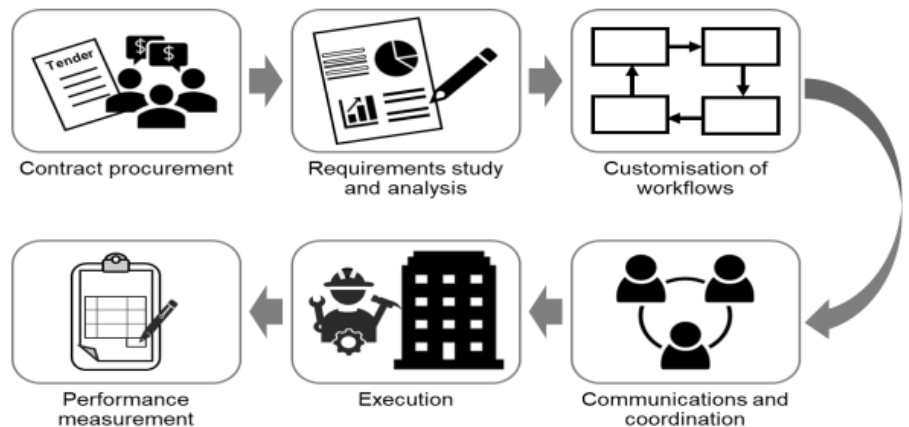 Tender
$
$
Contract procurement
Requirements study
and analysis
Customisation of
workflows
Communications and
coordination
Execution
Performance
measurement